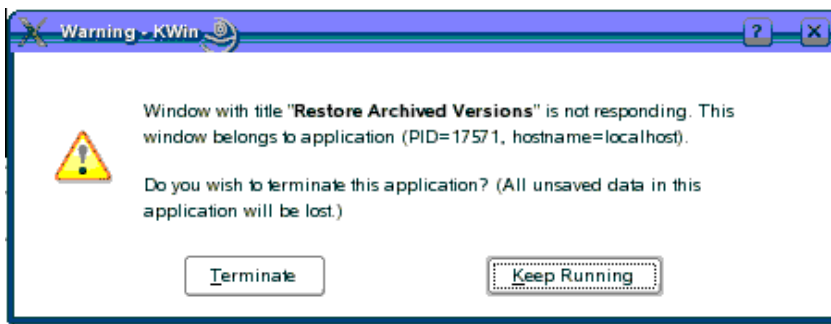 Warning - KWin
Window with title "Restore Archived Versions" is not responding. This
window belongs to application (PID=17571, hostname=localhost).
Do you wish to terminate this application? (All unsaved data in this
application will be lost.)
Terminate
Keep Running